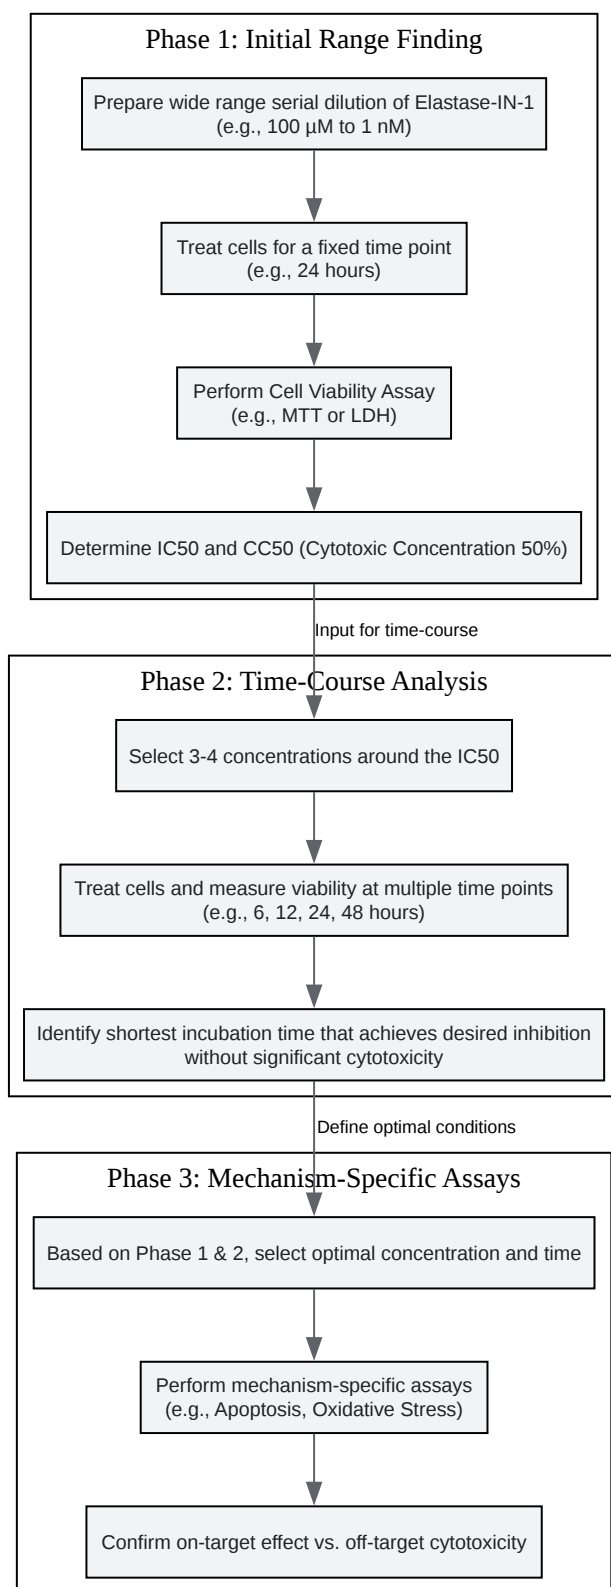 Phase 1: Initial Range Finding
Prepare wide range serial dilution of Elastase-IN-1
(e.g., 100 µM to 1 nM)
Treat cells for a fixed time point
(e.g., 24 hours)
Perform Cell Viability Assay
(e.g., MTT or LDH)
Determine IC50 and CC50 (Cytotoxic Concentration 50%)
Input for time-course
Phase 2: Time-Course Analysis
Select 3-4 concentrations around the IC50
Treat cells and measure viability at multiple time points
(e.g., 6, 12, 24, 48 hours)
Identify shortest incubation time that achieves desired inhibition
without significant cytotoxicity
Define optimal conditions
Phase 3: Mechanism-Specific Assays
Based on Phase 1 & 2, select optimal concentration and time
Perform mechanism-specific assays
(e.g., Apoptosis, Oxidative Stress)
Confirm on-target effect vs. off-target cytotoxicity